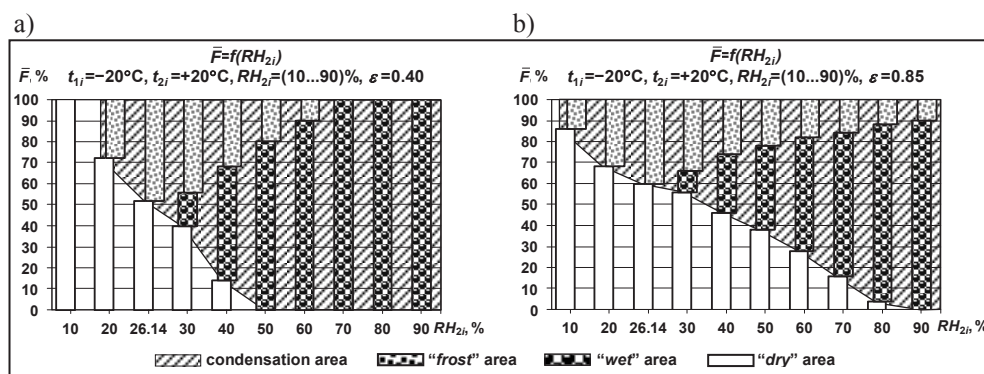 a)
F̅=f(RH2i)
F̅, % t1i=−20°C, t2i=+20°C, RH2i=(10...90)%, ε=0.40
100
90
80
70
60
50
40
30
20
10
0
10 20 26.14 30 40 50 60 70 80 90 RH2i, %
b)
F̅=f(RH2i)
F̅, % t1i=−20°C, t2i=+20°C, RH2i=(10...90)%, ε=0.85
100
90
80
70
60
50
40
30
20
10
0
10 20 26.14 30 40 50 60 70 80 90 RH2i, %
condensation area "frost" area "wet" area "dry" area